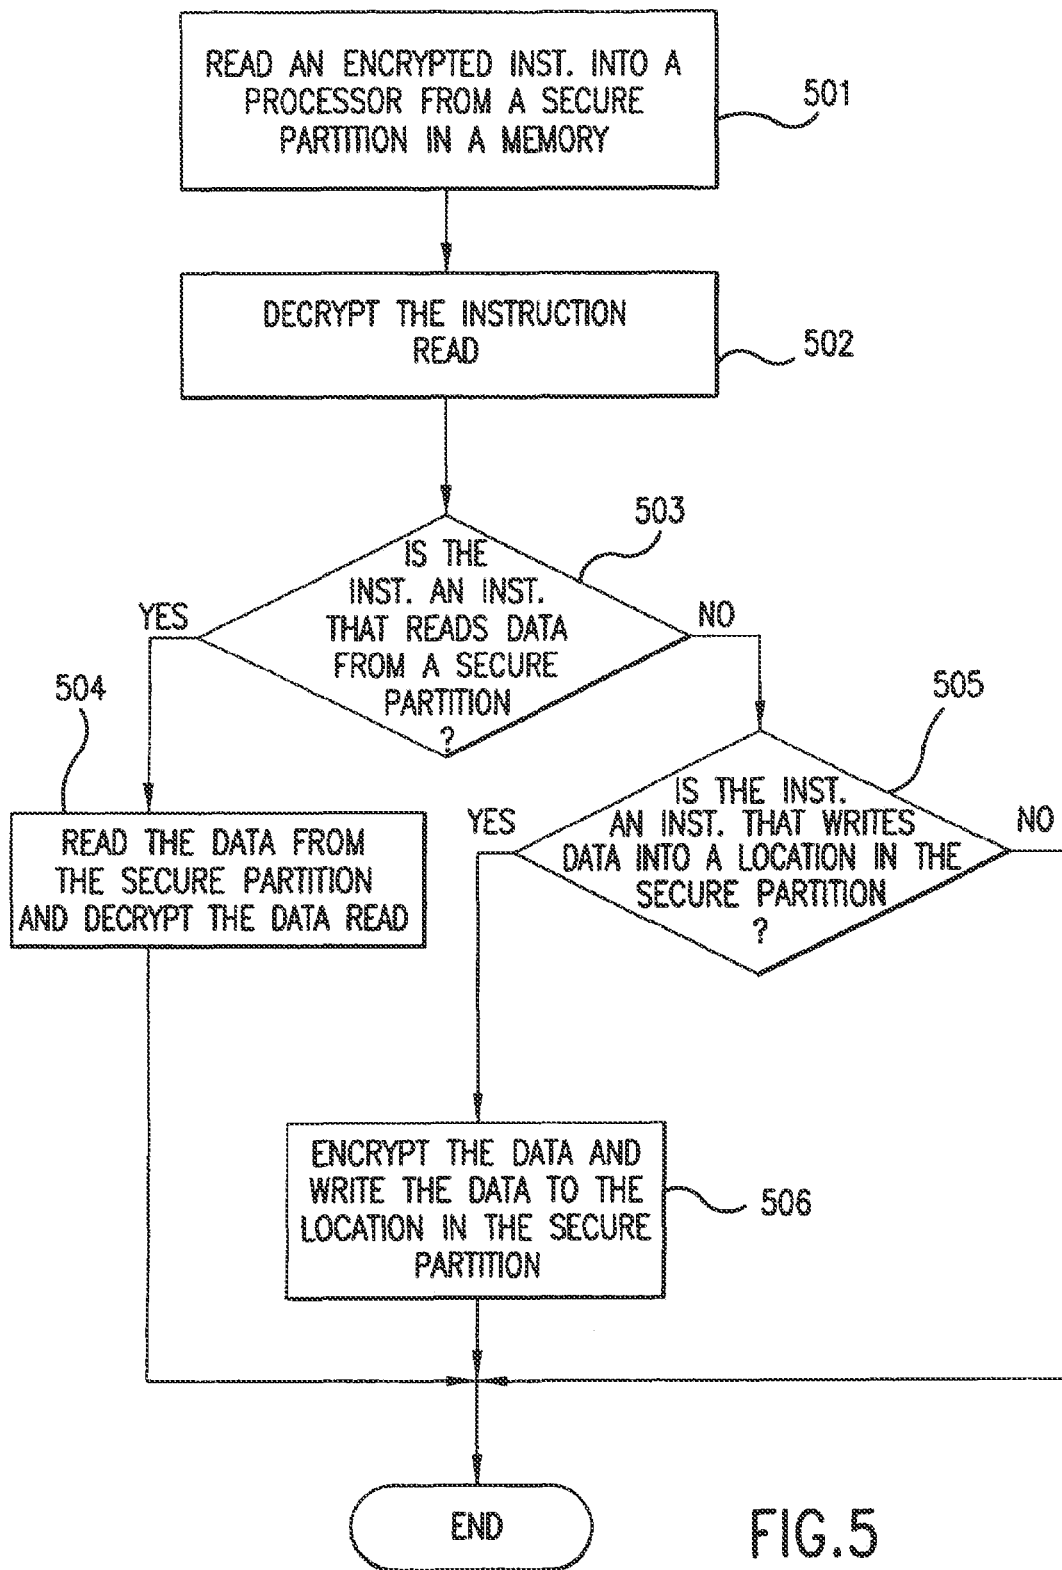 READ AN ENCRYPTED INST. INTO A
PROCESSOR FROM A SECURE
PARTITION IN A MEMORY
501
DECRYPT THE INSTRUCTION
READ
502
503
IS THE
INST. AN INST.
THAT READS DATA
FROM A SECURE
PARTITION
?
YES
NO
504
READ THE DATA FROM
THE SECURE PARTITION
AND DECRYPT THE DATA READ
505
IS THE INST.
AN INST. THAT WRITES
DATA INTO A LOCATION IN THE
SECURE PARTITION
?
YES
NO
ENCRYPT THE DATA AND
WRITE THE DATA TO THE
LOCATION IN THE SECURE
PARTITION
506
END
FIG.5